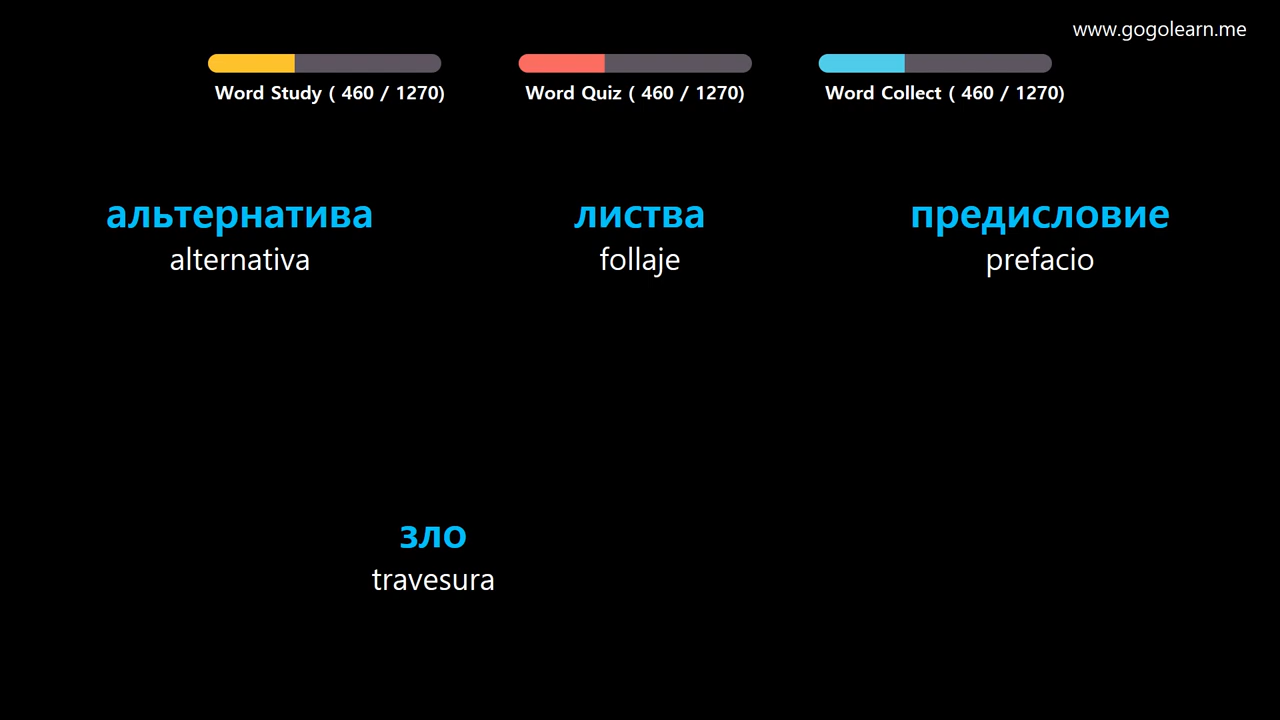 www.gogolearn.me
Word Study ( 460 / 1270)
Word Quiz ( 460 / 1270)
Word Collect ( 460 / 1270)
альтернатива
alternativa
листва
follaje
предисловие
prefacio
зло
travesura